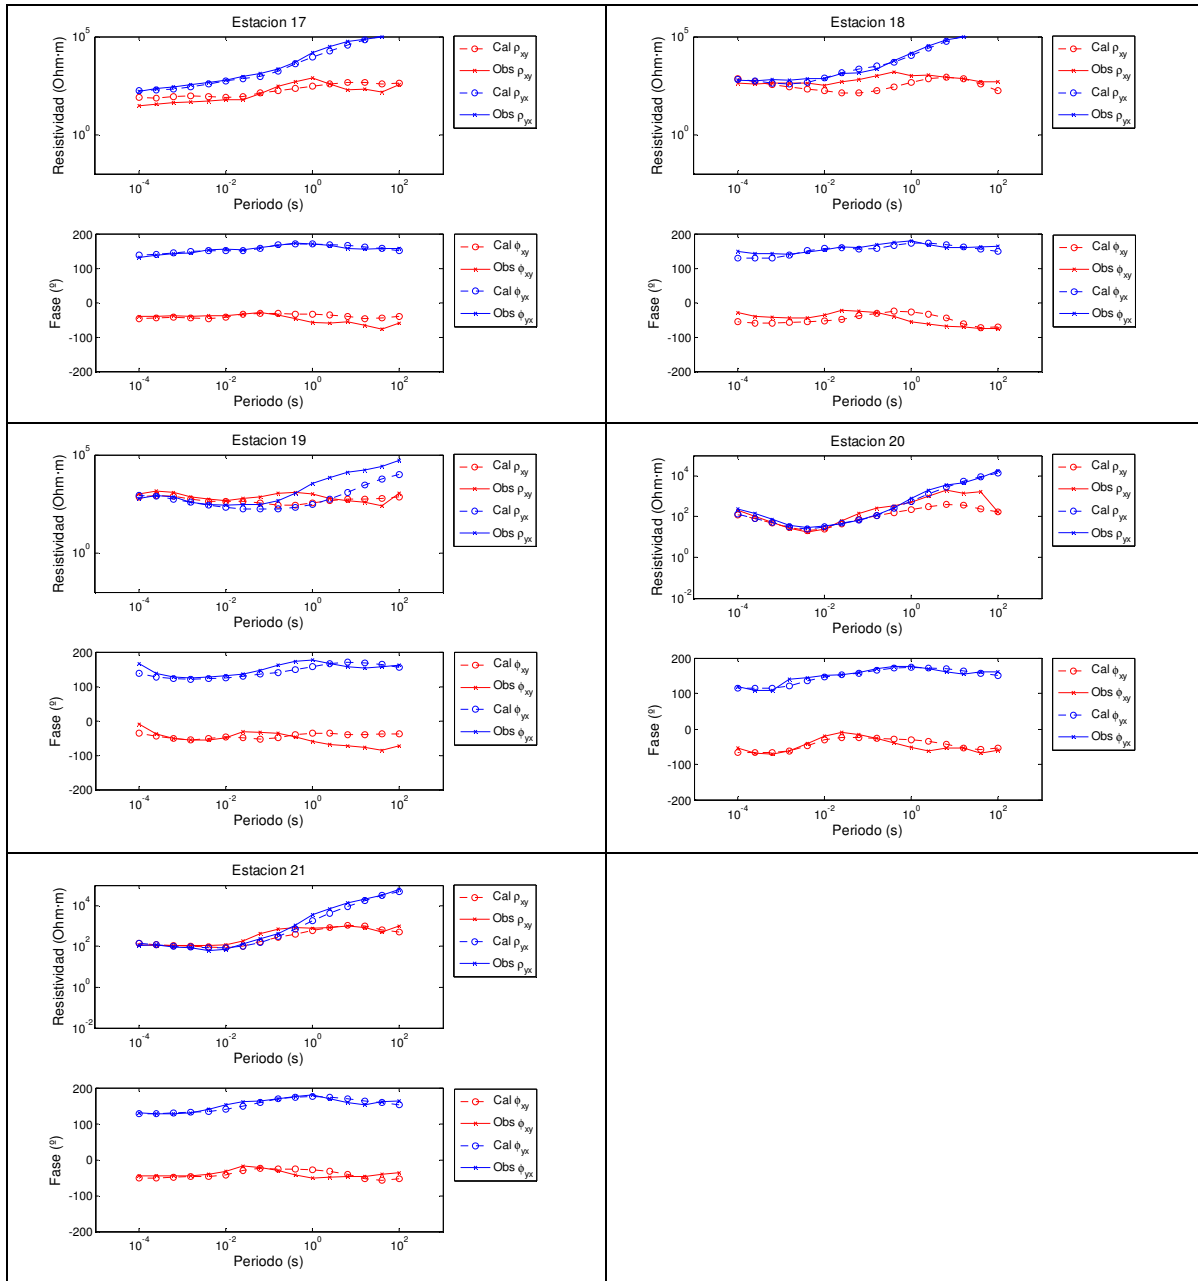 Estacion 17
10^5
10^0
Resistividad (Ohm·m)
10^-4 10^-2 10^0 10^2
Periodo (s)
Cal ρxy
Obs ρxy
Cal ρyx
Obs ρyx
200
100
0
-100
-200
Fase (º)
10^-4 10^-2 10^0 10^2
Periodo (s)
Cal ϕxy
Obs ϕxy
Cal ϕyx
Obs ϕyx
Estacion 18
10^5
10^0
Resistividad (Ohm·m)
10^-4 10^-2 10^0 10^2
Periodo (s)
Cal ρxy
Obs ρxy
Cal ρyx
Obs ρyx
200
100
0
-100
-200
Fase (º)
10^-4 10^-2 10^0 10^2
Periodo (s)
Cal ϕxy
Obs ϕxy
Cal ϕyx
Obs ϕyx
Estacion 19
10^5
10^0
Resistividad (Ohm·m)
10^-4 10^-2 10^0 10^2
Periodo (s)
Cal ρxy
Obs ρxy
Cal ρyx
Obs ρyx
200
100
0
-100
-200
Fase (º)
10^-4 10^-2 10^0 10^2
Periodo (s)
Cal ϕxy
Obs ϕxy
Cal ϕyx
Obs ϕyx
Estacion 20
10^4
10^2
10^0
10^-2
Resistividad (Ohm·m)
10^-4 10^-2 10^0 10^2
Periodo (s)
Cal ρxy
Obs ρxy
Cal ρyx
Obs ρyx
200
100
0
-100
-200
Fase (º)
10^-4 10^-2 10^0 10^2
Periodo (s)
Cal ϕxy
Obs ϕxy
Cal ϕyx
Obs ϕyx
Estacion 21
10^4
10^2
10^0
10^-2
Resistividad (Ohm·m)
10^-4 10^-2 10^0 10^2
Periodo (s)
Cal ρxy
Obs ρxy
Cal ρyx
Obs ρyx
200
100
0
-100
-200
Fase (º)
10^-4 10^-2 10^0 10^2
Periodo (s)
Cal ϕxy
Obs ϕxy
Cal ϕyx
Obs ϕyx